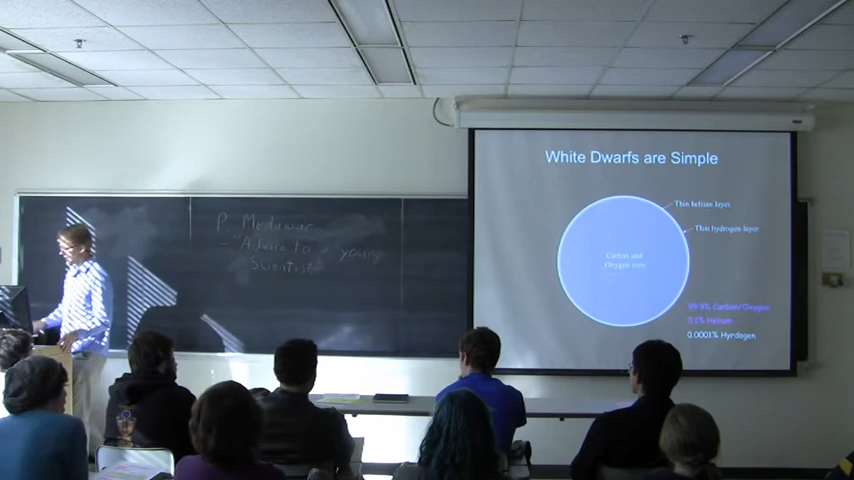 P Medawar
- "Advice to a young
Scientist"
White Dwarfs are Simple
Thin helium layer
Thin hydrogen layer
Carbon and
Oxygen core
99.9% Carbon/Oxygen
0.1% Helium
0.0001% Hyrdogen